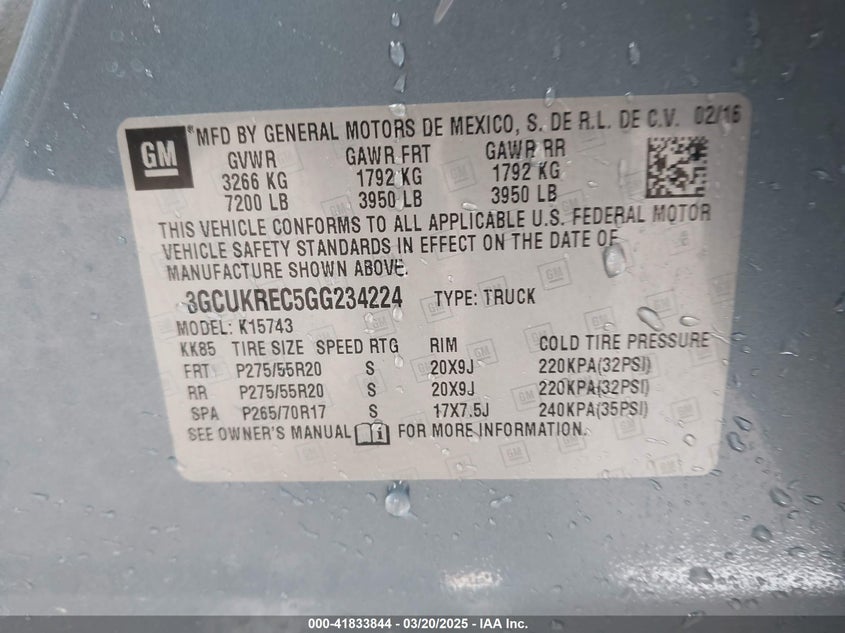 GM ®MFD BY GENERAL MOTORS DE MEXICO, S. DE R.L. DE C.V. 02/16
GVWR GAWR FRT GAWR RR
3266 KG 1792 KG 1792 KG
7200 LB 3950 LB 3950 LB
THIS VEHICLE CONFORMS TO ALL APPLICABLE U.S. FEDERAL MOTOR
VEHICLE SAFETY STANDARDS IN EFFECT ON THE DATE OF
MANUFACTURE SHOWN ABOVE.
3GCUKREC5GG234224 TYPE: TRUCK
MODEL: K15743
KK85 TIRE SIZE SPEED RTG RIM COLD TIRE PRESSURE
FRT P275/55R20 S 20X9J 220KPA(32PSI)
RR P275/55R20 S 20X9J 220KPA(32PSI)
SPA P265/70R17 S 17X7.5J 240KPA(35PSI)
SEE OWNER'S MANUAL i FOR MORE INFORMATION.
000-41833844 - 03/20/2025 - IAA Inc.